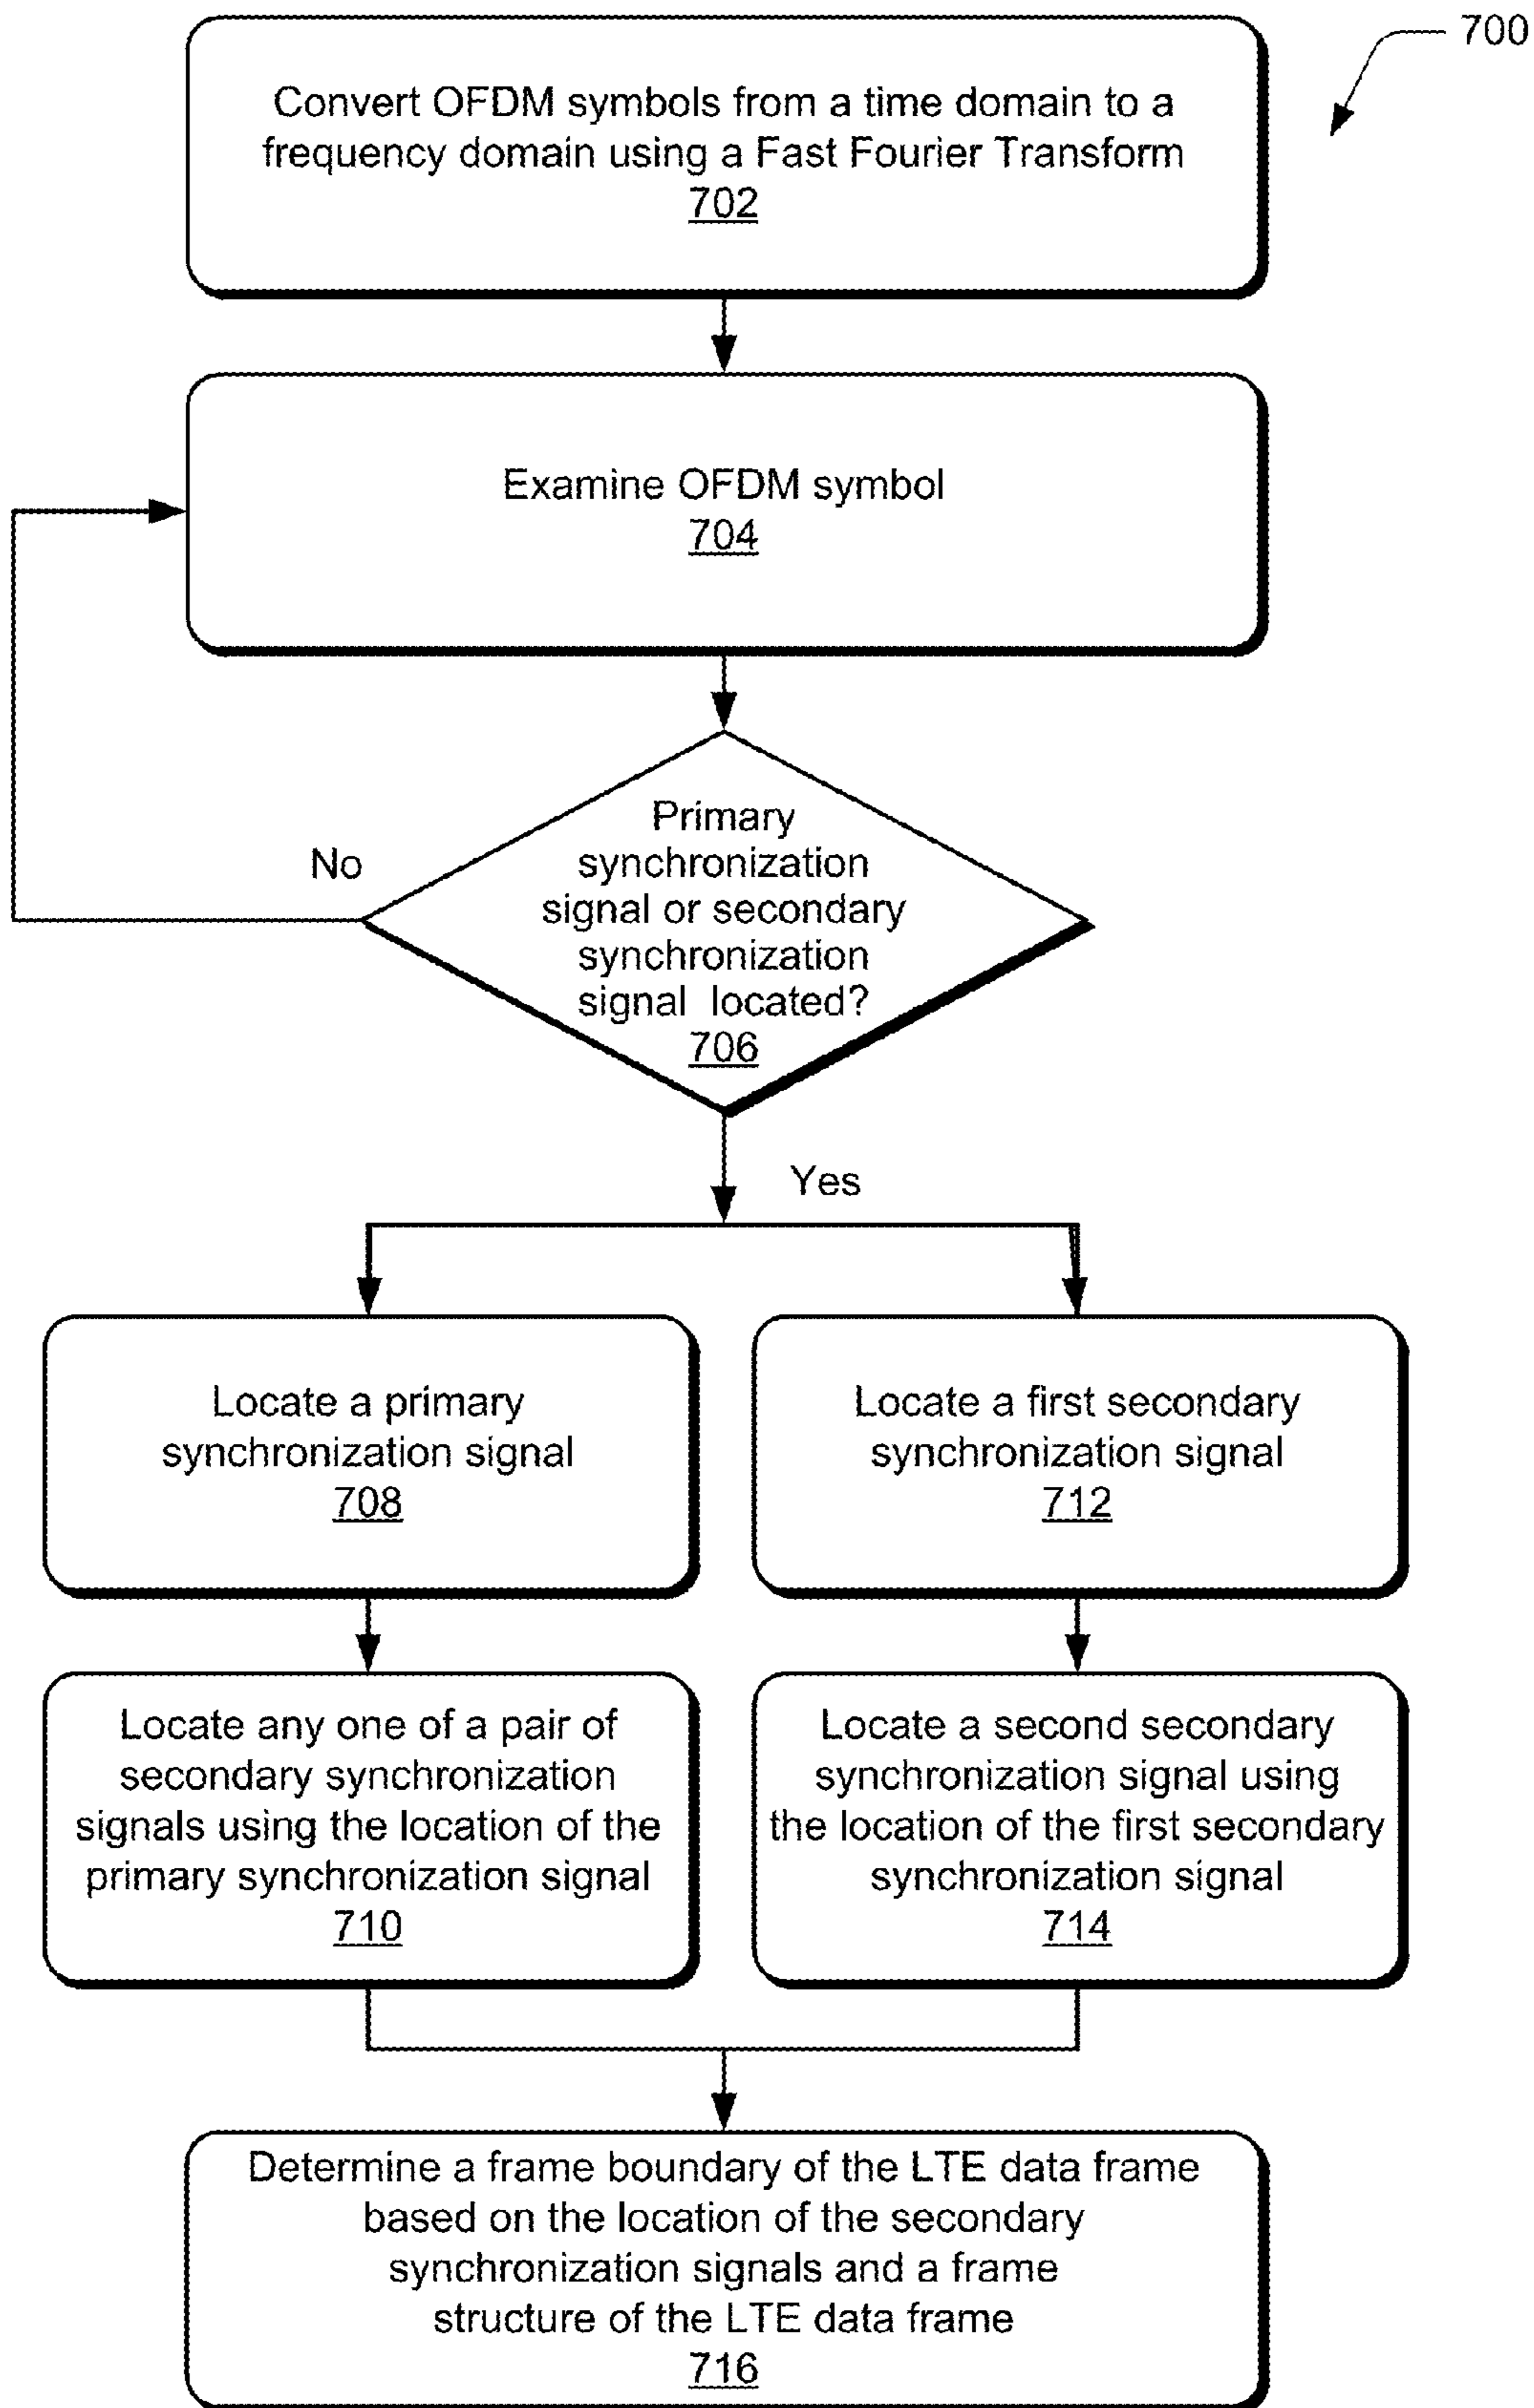 700
Convert OFDM symbols from a time domain to a
frequency domain using a Fast Fourier Transform
702
Examine OFDM symbol
704
Primary
synchronization
signal or secondary
synchronization
signal located?
706
No
Yes
Locate a primary
synchronization signal
708
Locate a first secondary
synchronization signal
712
Locate any one of a pair of
secondary synchronization
signals using the location of the
primary synchronization signal
710
Locate a second secondary
synchronization signal using
the location of the first secondary
synchronization signal
714
Determine a frame boundary of the LTE data frame
based on the location of the secondary
synchronization signals and a frame
structure of the LTE data frame
716